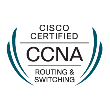 CISCO
CERTIFIED
CCNA
ROUTING &
SWITCHING